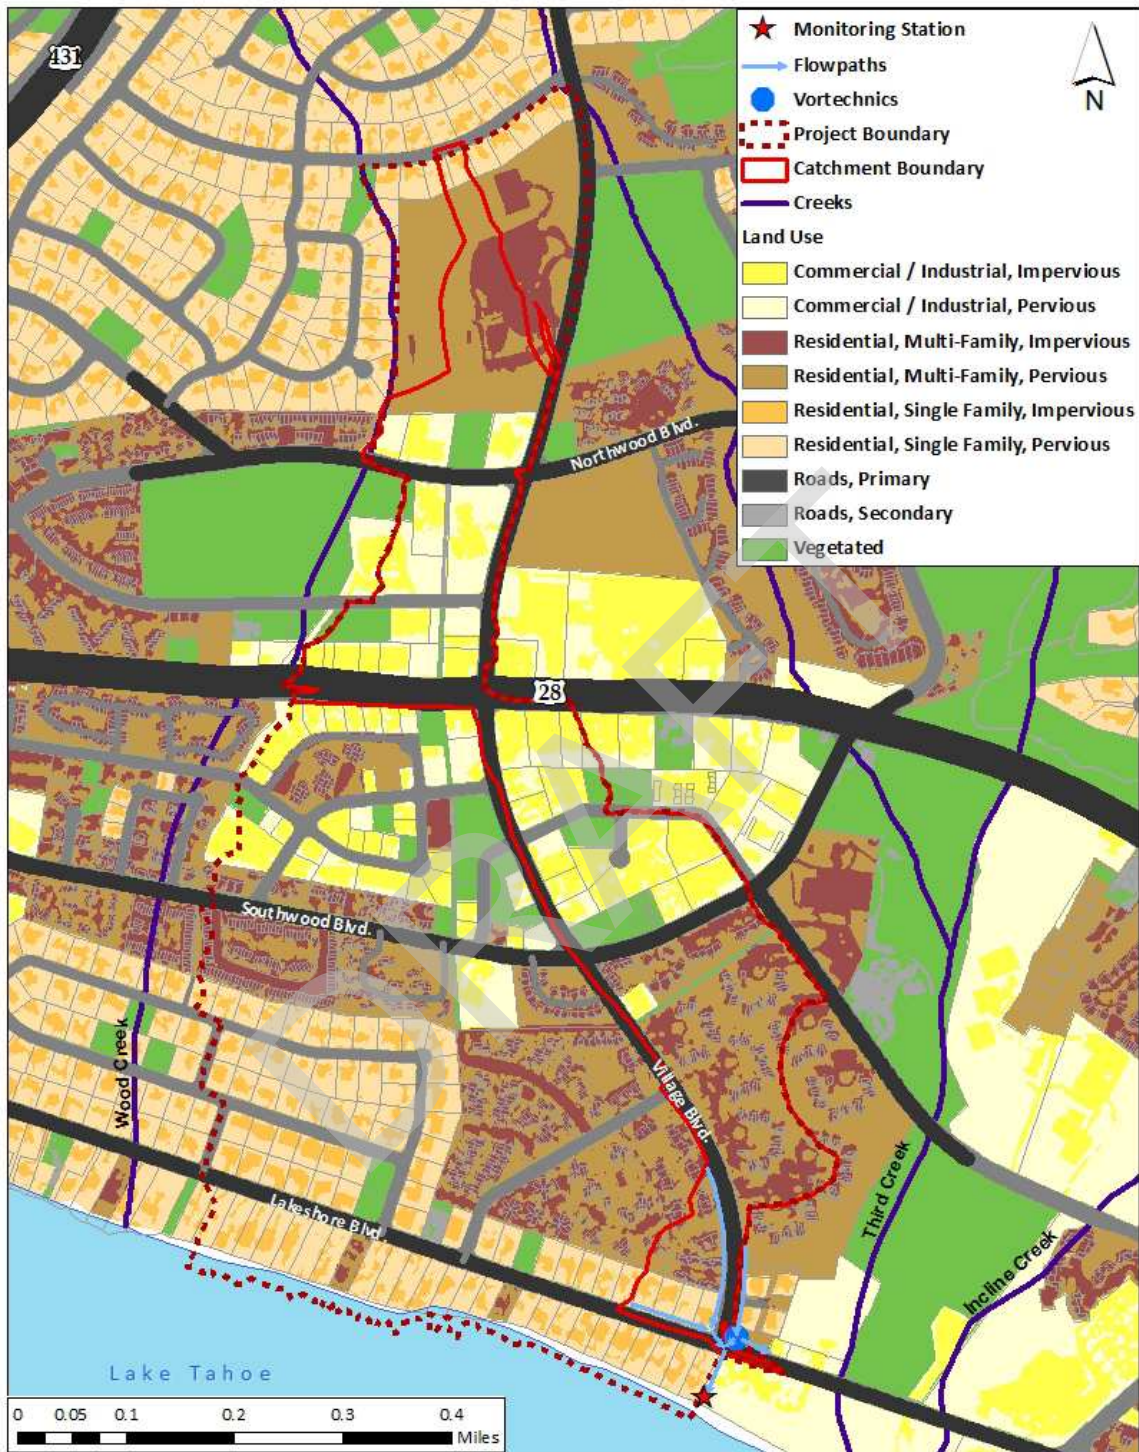 431
Monitoring Station
Flowpaths
Vortechnics
Project Boundary
Catchment Boundary
Creeks
Land Use
Commercial / Industrial, Impervious
Commercial / Industrial, Pervious
Residential, Multi-Family, Impervious
Residential, Multi-Family, Pervious
Residential, Single Family, Impervious
Residential, Single Family, Pervious
Roads, Primary
Roads, Secondary
Vegetated
N
Northwood Blvd.
28
DRAFT
Southwood Blvd.
Wood Creek
Village Blvd.
Third Creek
Lakeshore Blvd
Incline Creek
Lake Tahoe
0 0.05 0.1 0.2 0.3 0.4
Miles